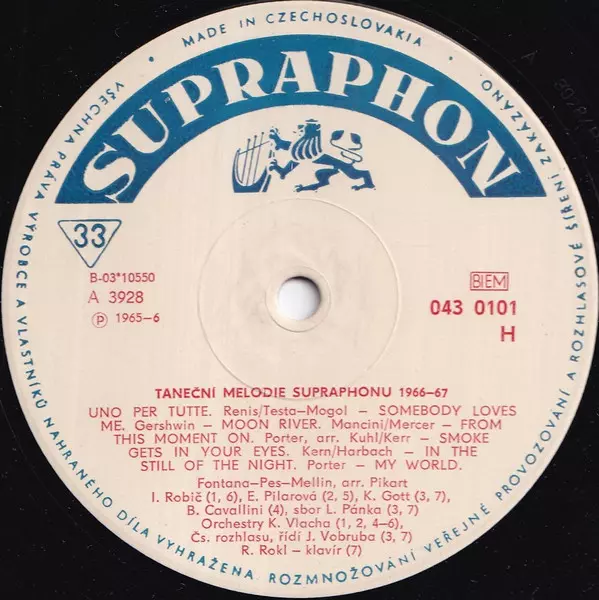 MADE IN CZECHOSLOVAKIA
VŠECHNA PRÁVA VÝROBCE A VLASTNÍKŮ NAHRANÉHO DÍLA VYHRAŽENA. ROZMNOŽOVÁNÍ VEŘEJNÉ PROVOZOVÁNÍ A ROZHLASOVÉ ŠÍŘENÍ ZAKÁZÁNO
SUPRAPHON
33
B-03*10550
A 3928
Ⓟ 1965–6
BIEM
043 0101
H
TANEČNÍ MELODIE SUPRAPHONU 1966–67
UNO PER TUTTE. Renis/Testa-Mogol – SOMEBODY LOVES
ME. Gershwin – MOON RIVER. Mancini/Mercer – FROM
THIS MOMENT ON. Porter, arr. Kuhl/Kerr – SMOKE
GETS IN YOUR EYES. Kern/Harbach – IN THE
STILL OF THE NIGHT. Porter – MY WORLD.
Fontana–Pes–Mellin, arr. Pikart
I. Robič (1, 6), E. Pilarová (2, 5), K. Gott (3, 7),
B. Cavallini (4), sbor L. Pánka (3, 7)
Orchestry K. Vlacha (1, 2, 4–6),
Čs. rozhlasu, řídí J. Vobruba (3, 7)
R. Rokl – klavír (7)